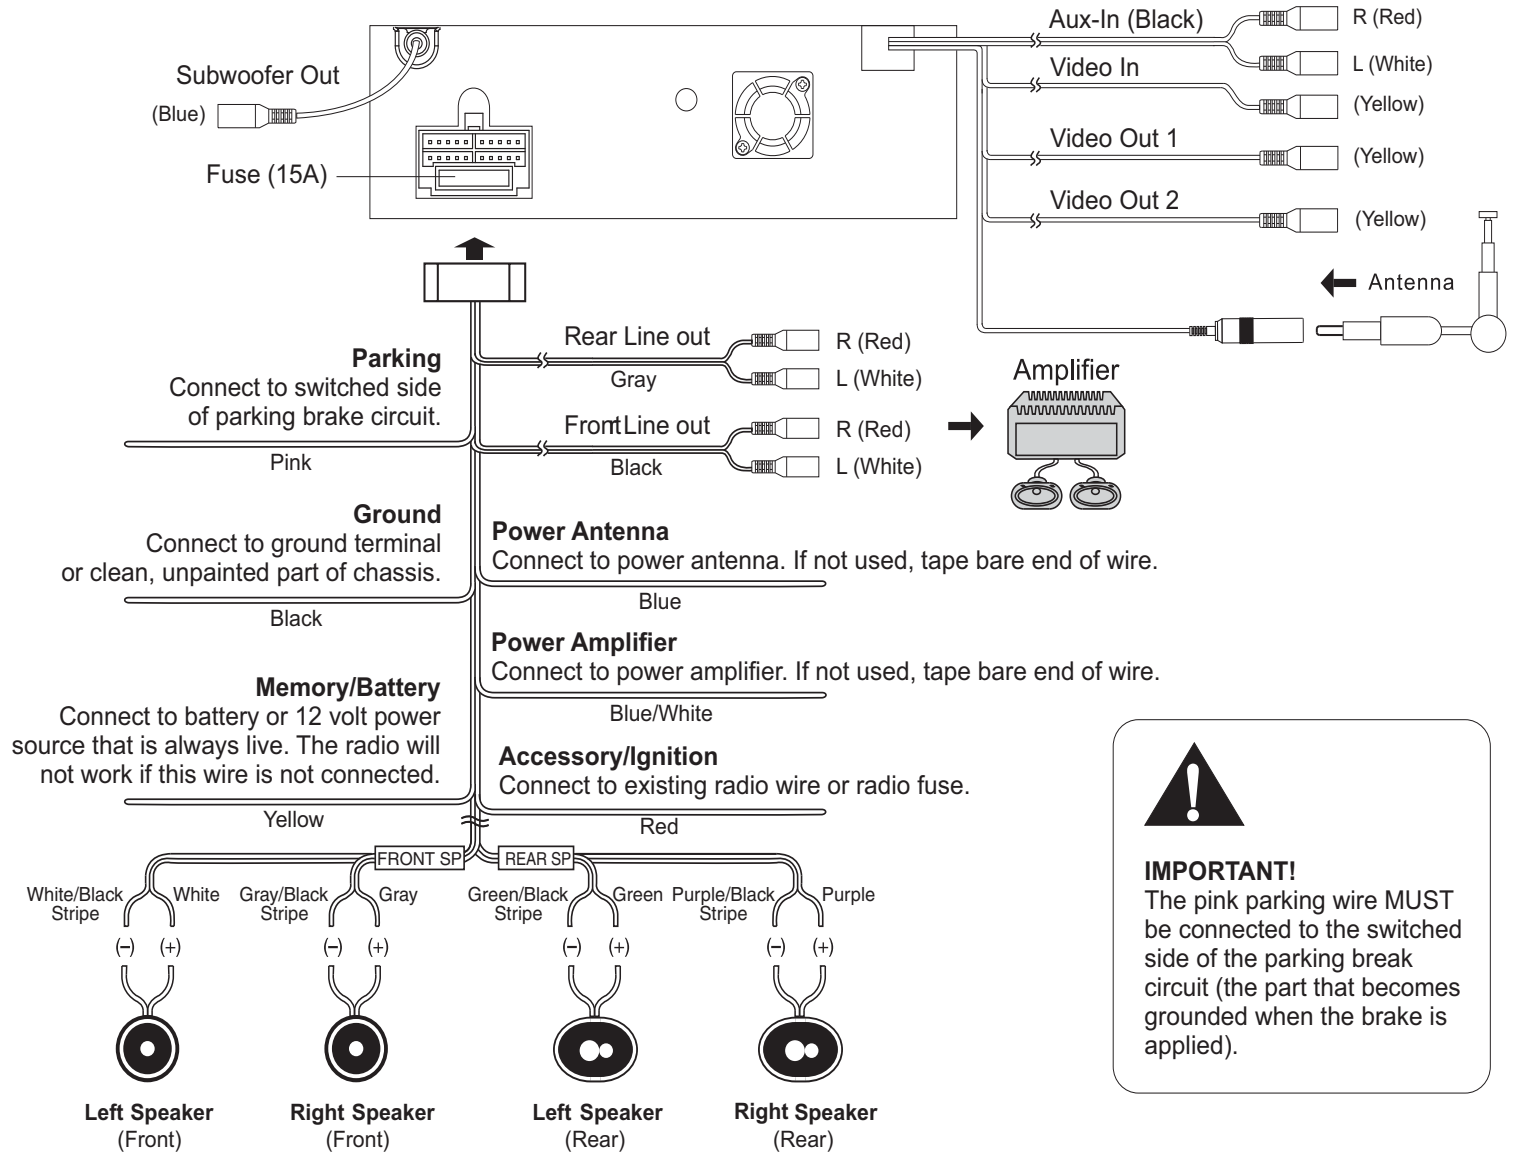 Aux-In (Black)
R (Red)
L (White)
Subwoofer Out
(Blue)
Video In
(Yellow)
Video Out 1
(Yellow)
Fuse (15A)
Video Out 2
(Yellow)
Antenna
Rear Line out
R (Red)
Gray
L (White)
Parking
Connect to switched side
of parking brake circuit.
Pink
Front Line out
R (Red)
Black
L (White)
Amplifier
Ground
Connect to ground terminal
or clean, unpainted part of chassis.
Black
Power Antenna
Connect to power antenna. If not used, tape bare end of wire.
Blue
Power Amplifier
Connect to power amplifier. If not used, tape bare end of wire.
Blue/White
Memory/Battery
Connect to battery or 12 volt power
source that is always live. The radio will
not work if this wire is not connected.
Yellow
Accessory/Ignition
Connect to existing radio wire or radio fuse.
Red
FRONT SP
REAR SP
White/Black
Stripe
White
Gray/Black
Stripe
Gray
Green/Black
Stripe
Green
Purple/Black
Stripe
Purple
(−) (+)
(−) (+)
(−) (+)
(−) (+)
Left Speaker
(Front)
Right Speaker
(Front)
Left Speaker
(Rear)
Right Speaker
(Rear)
IMPORTANT!
The pink parking wire MUST
be connected to the switched
side of the parking break
circuit (the part that becomes
grounded when the brake is
applied).